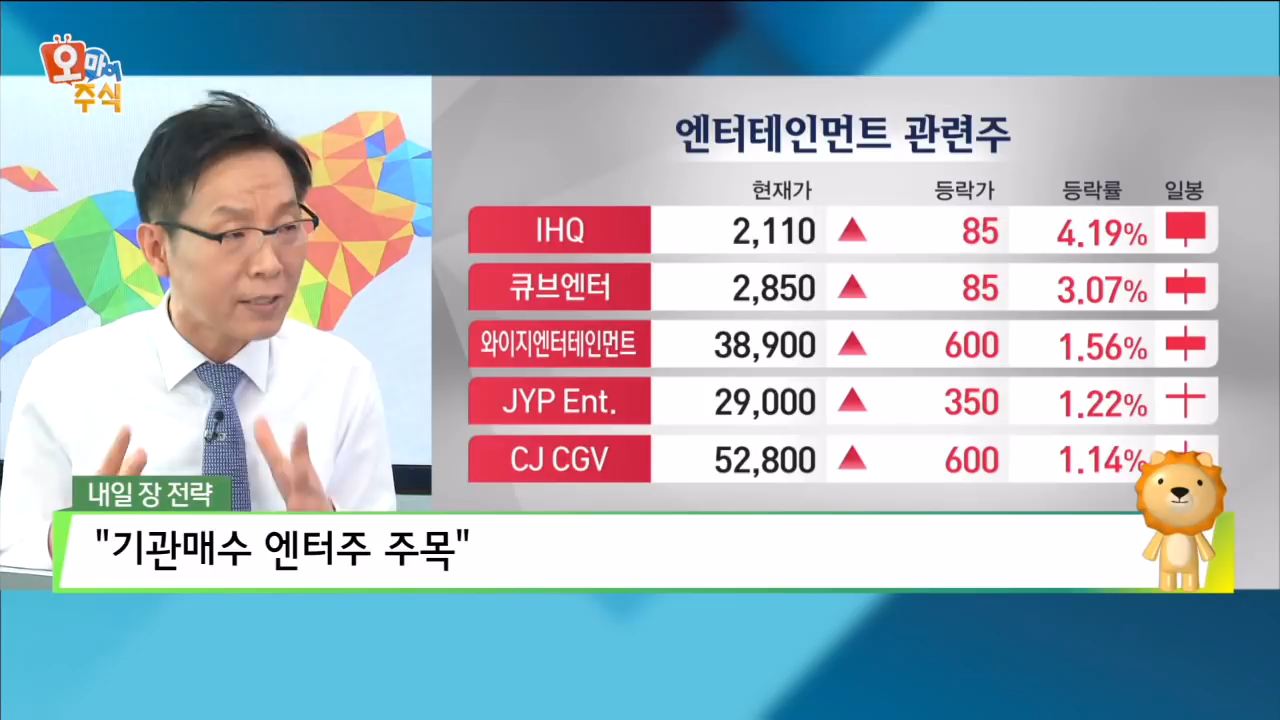 오마이
주식
엔터테인먼트 관련주
현재가 등락가 등락률 일봉
IHQ 2,110 ▲ 85 4.19%
큐브엔터 2,850 ▲ 85 3.07%
와이지엔터테인먼트 38,900 ▲ 600 1.56%
JYP Ent. 29,000 ▲ 350 1.22%
CJ CGV 52,800 ▲ 600 1.14%
내일 장 전략
"기관매수 엔터주 주목"